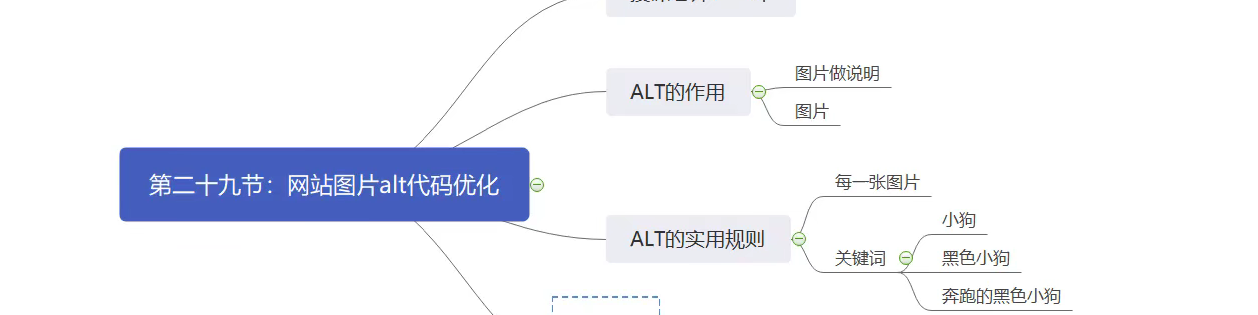 ALT的作用
图片做说明
图片
第二十九节：网站图片alt代码优化
ALT的实用规则
每一张图片
关键词
小狗
黑色小狗
奔跑的黑色小狗